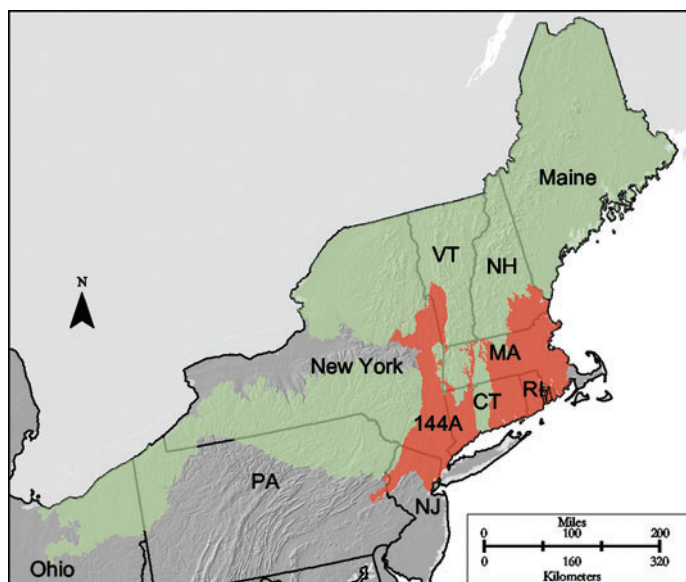 Maine
VT
NH
N
New York
MA
RI
CT
144A
PA
NJ
Ohio
Miles
0 100 200
0 160 320
Kilometers